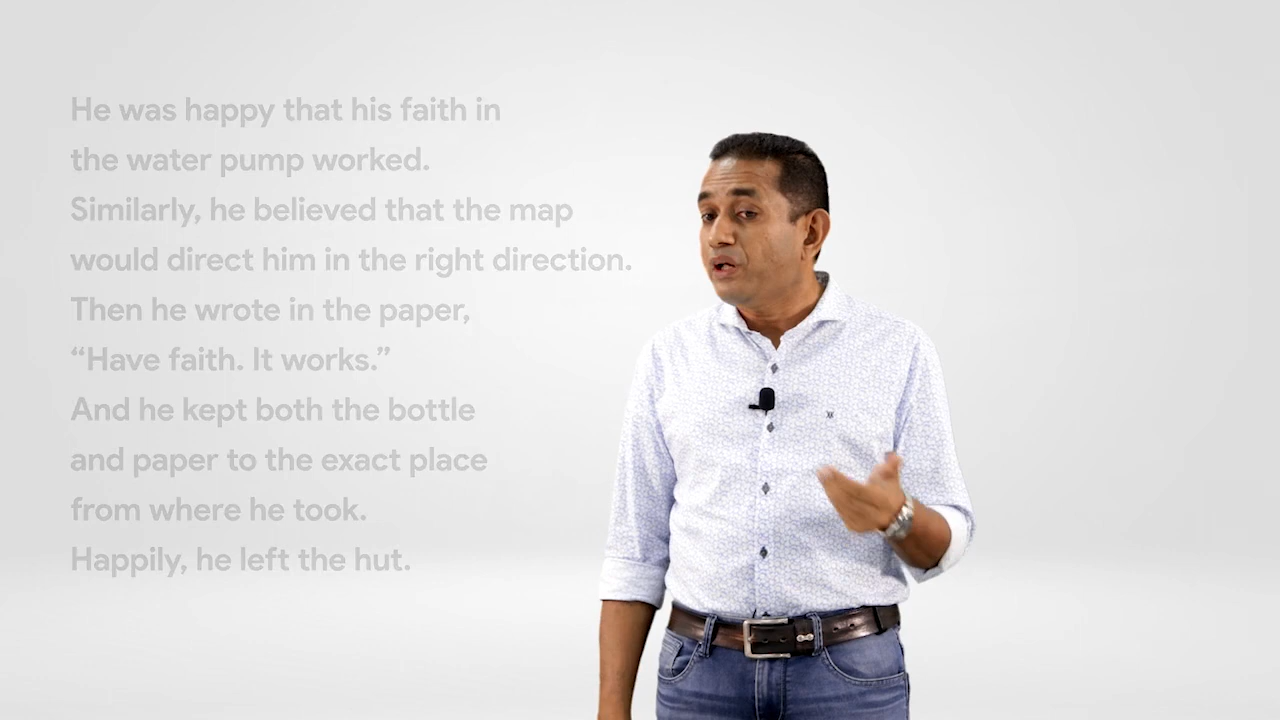 He was happy that his faith in
the water pump worked.
Similarly, he believed that the map
would direct him in the right direction.
Then he wrote in the paper,
“Have faith. It works.”
And he kept both the bottle
and paper to the exact place
from where he took.
Happily, he left the hut.